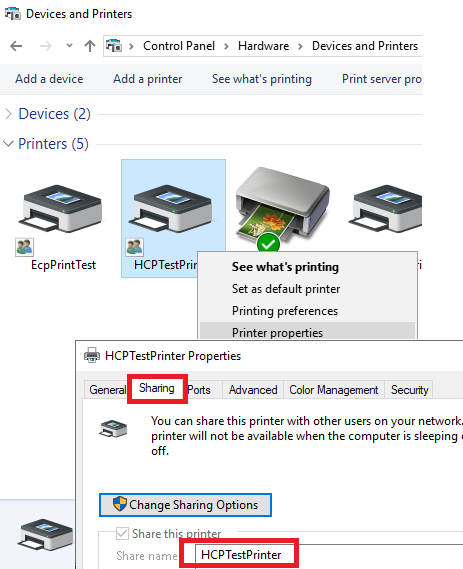 Devices and Printers
Control Panel Hardware Devices and Printers
Add a device Add a printer See what's printing Print server pro
Devices (2)
Printers (5)
EcpPrintTest HCPTestPri
See what's printing
Set as default printer
Printing preferences
Printer properties
HCPTestPrinter Properties
General Sharing Ports Advanced Color Management Security
You can share this printer with other users on your network.
printer will not be available when the computer is sleeping
off.
Change Sharing Options
Share this printer
Share name HCPTestPrinter